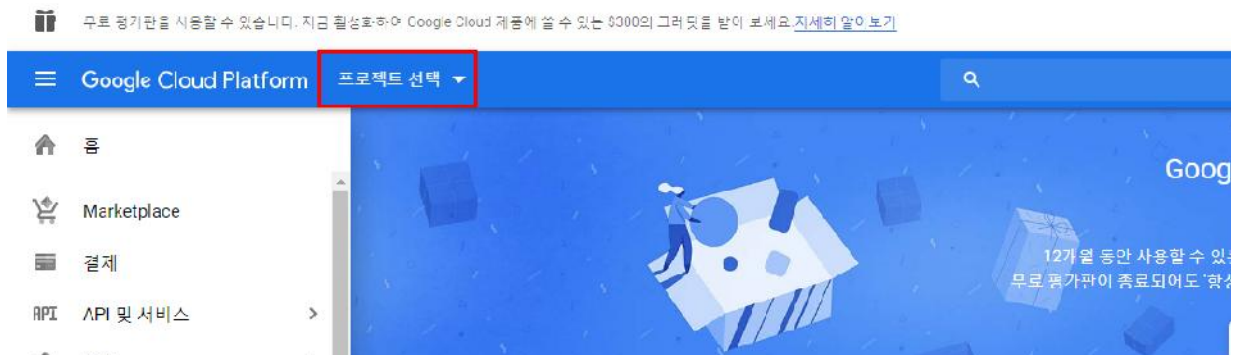 무료 평가판을 사용할 수 있습니다. 지금 활성화하여 Google Cloud 제품에 쓸 수 있는 $300의 크레딧을 받아 보세요. 자세히 알아보기
Google Cloud Platform 프로젝트 선택
홈
Goog
Marketplace
결제
12개월 동안 사용할 수 있
무료 평가판이 종료되어도 '항상
API API 및 서비스